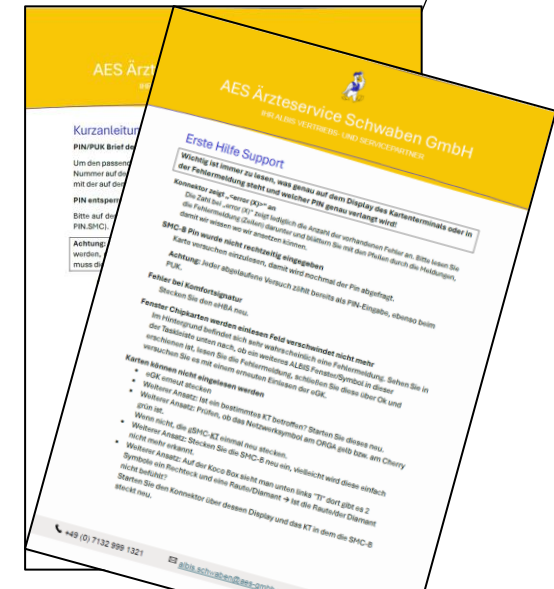 AES Ärzt
Kurzanleitun
PIN/PUK Brief de
Um den passend
Nummer auf de
mit der auf den
PIN entsperr
Bitte auf de
PIN.SMC).
Achtung:
werden,
muss die
AES Ärzteservice Schwaben GmbH
IHR ALBIS VERTRIEBS- UND SERVICEPARTNER
Erste Hilfe Support
Wichtig ist immer zu lesen, was genau auf dem Display des Kartenterminals oder in
der Fehlermeldung steht und welcher PIN genau verlangt wird!
Konnektor zeigt „<error (X)>“ an
Die Zahl bei „error (X)“ zeigt lediglich die Anzahl der vorhandenen Fehler an. Bitte lesen Sie
die Fehlermeldung (Zeilen) darunter und blättern Sie mit den Pfeilen durch die Meldungen,
damit wir wissen wo wir ansetzen können.
SMC-B Pin wurde nicht rechtzeitig eingegeben
Karte versuchen einzulesen, damit wird nochmal der Pin abgefragt.
Achtung: Jeder abgelaufene Versuch zählt bereits als PIN-Eingabe, ebenso beim
PUK.
Fehler bei Komfortsignatur
Stecken Sie den eHBA neu.
Fenster Chipkarten werden einlesen Feld verschwindet nicht mehr
Im Hintergrund befindet sich sehr wahrscheinlich eine Fehlermeldung. Sehen Sie in
der Taskleiste unten nach, ob ein weiteres ALBIS Fenster/Symbol in dieser
erschienen ist, lesen Sie die Fehlermeldung, schließen Sie diese über Ok und
versuchen Sie es mit einem erneuten Einlesen der eGK.
Karten können nicht eingelesen werden
• eGK erneut stecken
• Weiterer Ansatz: Ist ein bestimmtes KT betroffen? Starten Sie dieses neu.
• Weiterer Ansatz: Prüfen, ob das Netzwerksymbol am ORGA gelb bzw. am Cherry
grün ist.
Wenn nicht, die gSMC-KT einmal neu stecken.
• Weiterer Ansatz: Stecken Sie die SMC-B neu ein, vielleicht wird diese einfach
nicht mehr erkannt.
• Weiterer Ansatz: Auf der Koco Box sieht man unten links "TI" dort gibt es 2
Symbole ein Rechteck und eine Raute/Diamant → Ist die Raute/der Diamant
nicht befüllt?
Starten Sie den Konnektor über dessen Display und das KT in dem die SMC-B
steckt neu.
+49 (0) 7132 999 1321
albis.schwaben@aes-gmb